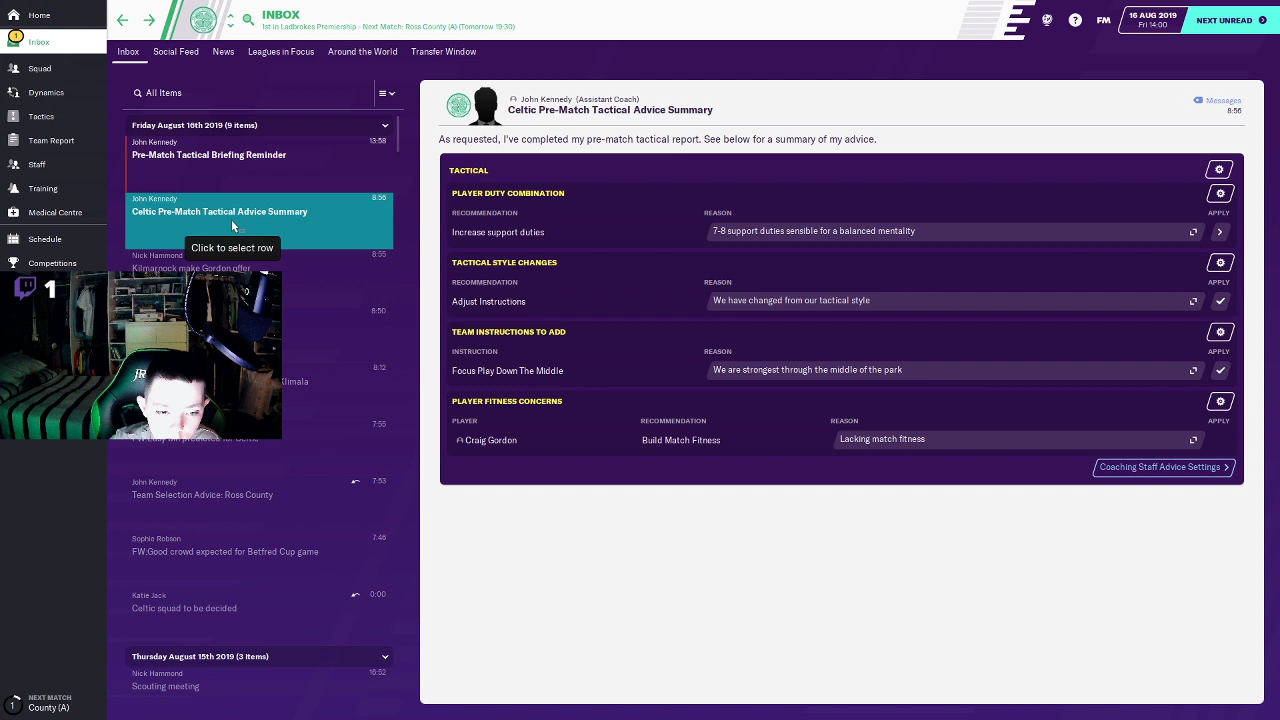 INBOX
1st in Ladbrokes Premiership - Next Match: Ross County (A) (Tomorrow 19:30)
?
FM
16 AUG 2019
Fri 14:00
NEXT UNREAD
Home
1
Inbox
Squad
Dynamics
Tactics
Team Report
Staff
Training
Medical Centre
Schedule
Competitions
1
NEXT MATCH
County (A)
Inbox
Social Feed
News
Leagues in Focus
Around the World
Transfer Window
All Items
Friday August 16th 2019 (9 items)
John Kennedy
13:58
Pre-Match Tactical Briefing Reminder
John Kennedy
8:56
Celtic Pre-Match Tactical Advice Summary
Click to select row
Nick Hammond
8:55
Kilmarnock make Gordon offer
8:50
8:12
Klimala
7:55
JR
John Kennedy
7:53
Team Selection Advice: Ross County
Sophie Robson
7:46
FW:Good crowd expected for Betfred Cup game
Katie Jack
0:00
Celtic squad to be decided
Thursday August 15th 2019 (3 items)
Nick Hammond
16:52
Scouting meeting
John Kennedy (Assistant Coach)
Celtic Pre-Match Tactical Advice Summary
Messages
8:56
As requested, I've completed my pre-match tactical report. See below for a summary of my advice.
TACTICAL
PLAYER DUTY COMBINATION
RECOMMENDATION
REASON
APPLY
Increase support duties
7-8 support duties sensible for a balanced mentality
TACTICAL STYLE CHANGES
RECOMMENDATION
REASON
APPLY
Adjust Instructions
We have changed from our tactical style
TEAM INSTRUCTIONS TO ADD
INSTRUCTION
REASON
APPLY
Focus Play Down The Middle
We are strongest through the middle of the park
PLAYER FITNESS CONCERNS
PLAYER
RECOMMENDATION
REASON
APPLY
Craig Gordon
Build Match Fitness
Lacking match fitness
Coaching Staff Advice Settings